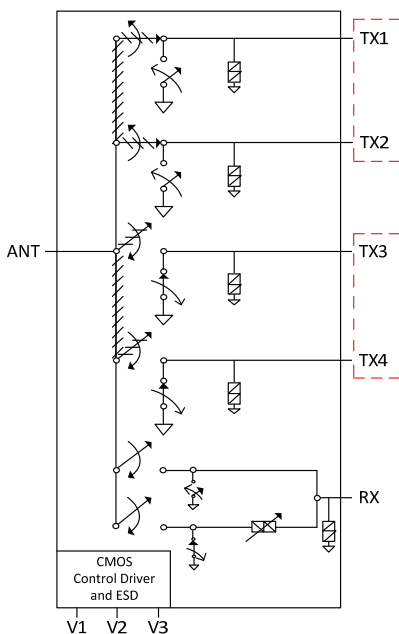 TX1
TX2
ANT
TX3
TX4
RX
CMOS
Control Driver
and ESD
V1 V2 V3